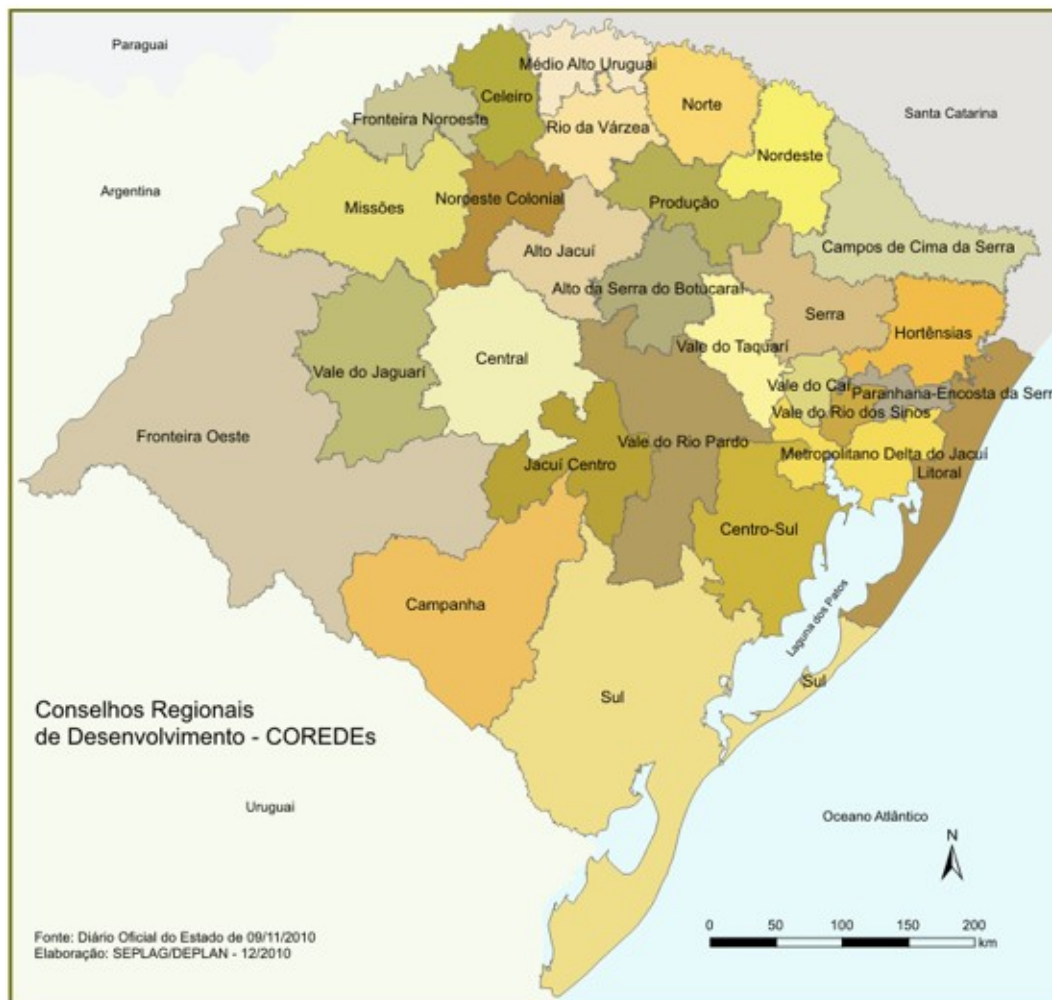 Paraguai
Médio Alto Uruguai
Celeiro
Norte
Santa Catarina
Fronteira Noroeste
Rio da Várzea
Nordeste
Argentina
Noroeste Colonial
Missões
Produção
Campos de Cima da Serra
Alto Jacuí
Alto da Serra do Botucaraí
Serra
Hortênsias
Vale do Taquarí
Central
Vale do Jaguarí
Vale do Caí
Paranhana-Encosta da Serr
Vale do Rio dos Sinos
Fronteira Oeste
Vale do Rio Pardo
Metropolitano Delta do Jacuí
Jacuí Centro
Litoral
Centro-Sul
Campanha
Laguna dos Patos
Sul
Sul
Conselhos Regionais
de Desenvolvimento - COREDEs
Uruguai
Oceano Atlântico
N
0 50 100 150 200
km
Fonte: Diário Oficial do Estado de 09/11/2010
Elaboração: SEPLAG/DEPLAN - 12/2010